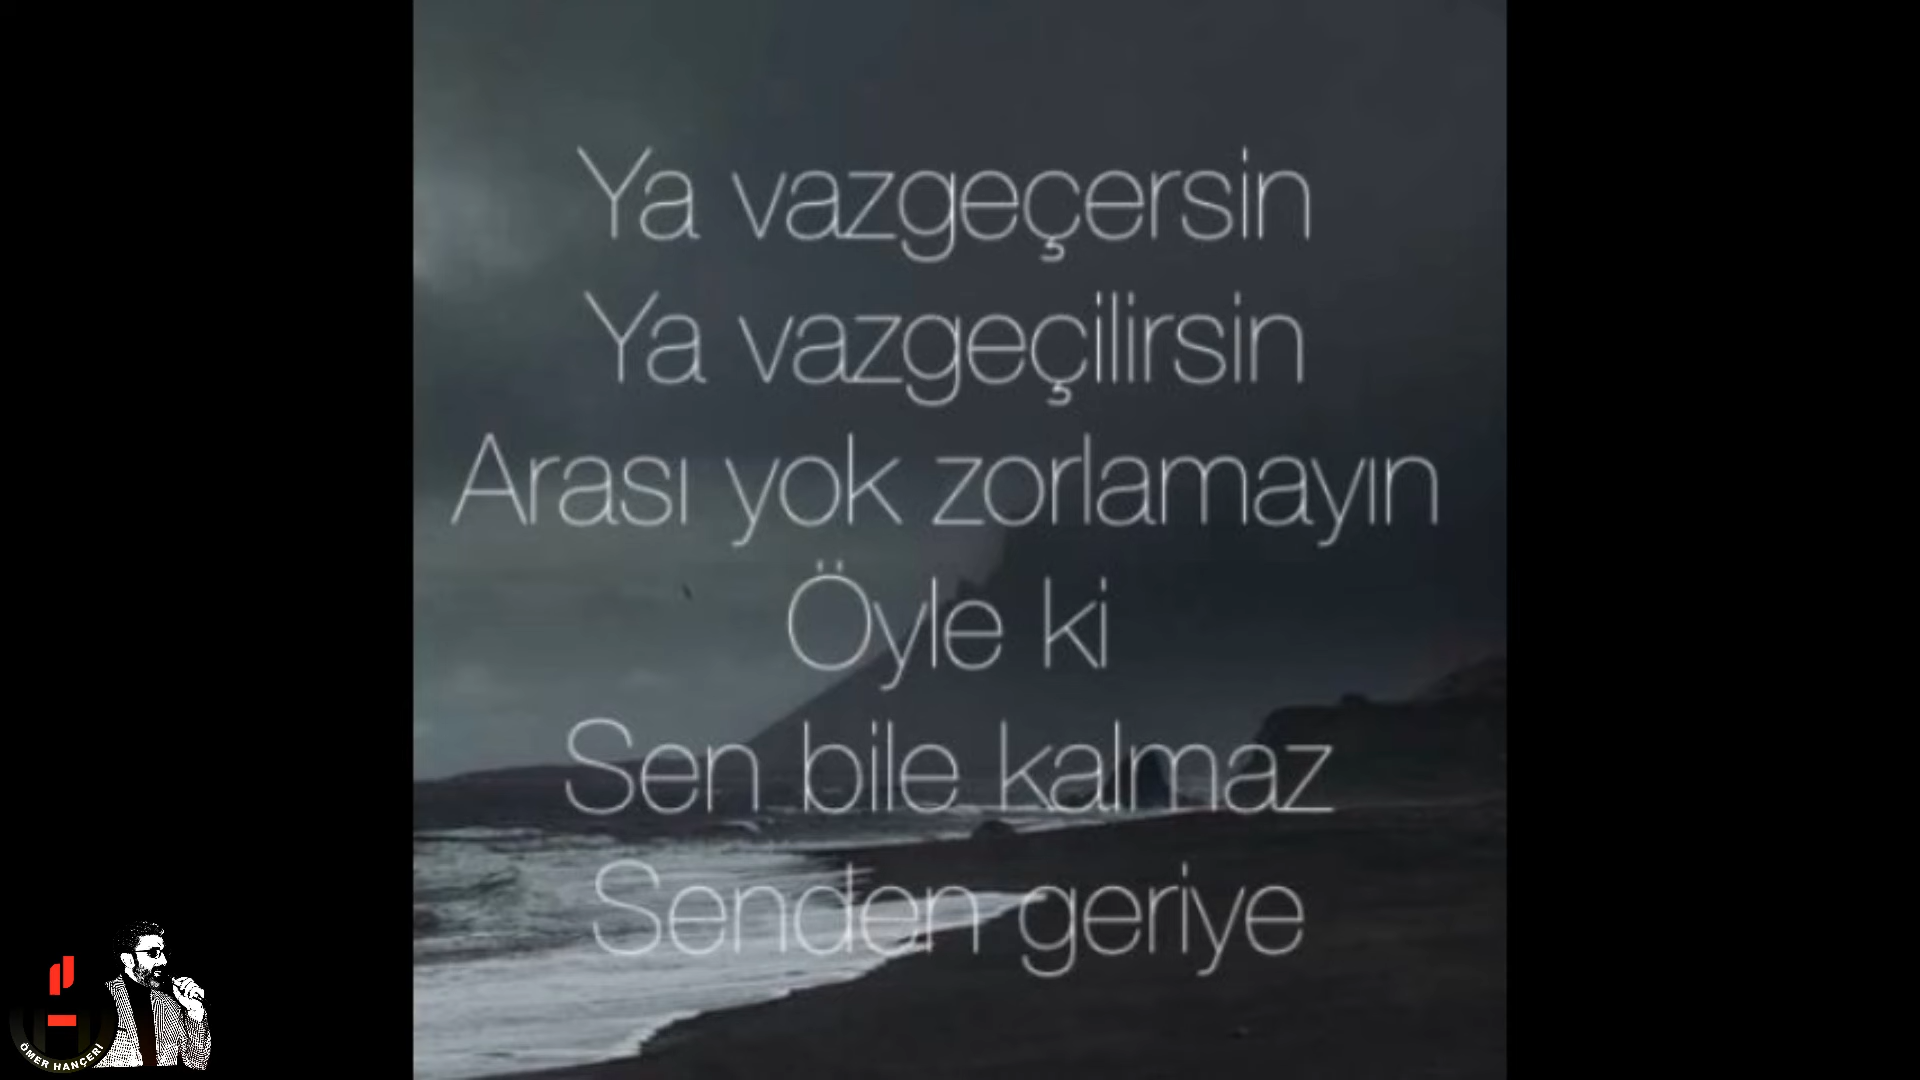 Ya vazgeçersin
Ya vazgeçilirsin
Arası yok zorlamayın
Öyle ki
Sen bile kalmaz
Senden geriye
ÖMER HANÇERİ